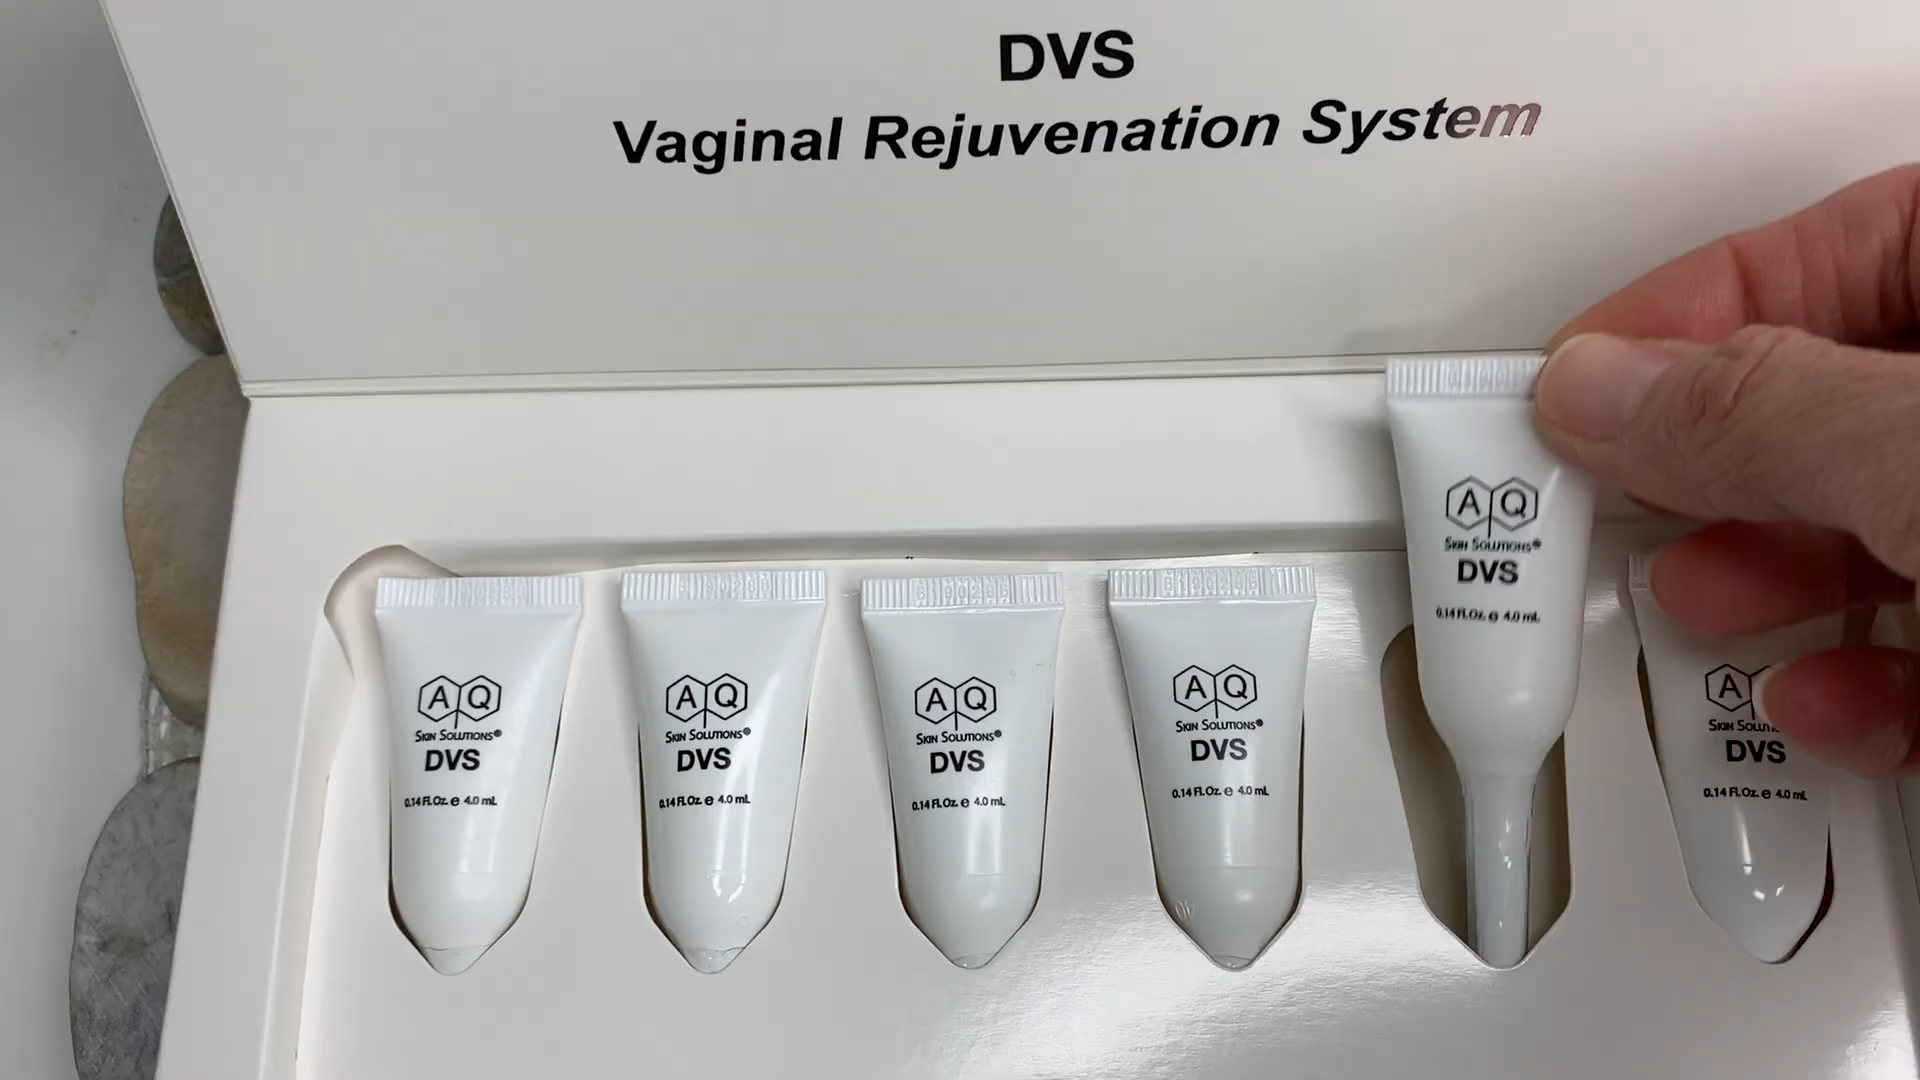 DVS
Vaginal Rejuvenation System
AQ
SKIN SOLUTIONS®
DVS
0.14 Fl. Oz. e 4.0 mL
AQ
SKIN SOLUTIONS®
DVS
0.14 Fl. Oz. e 4.0 mL
AQ
SKIN SOLUTIONS®
DVS
0.14 Fl. Oz. e 4.0 mL
AQ
SKIN SOLUTIONS®
DVS
0.14 Fl. Oz. e 4.0 mL
AQ
SKIN SOLUTIONS®
DVS
0.14 Fl. Oz. e 4.0 mL
A
SKIN
DVS
0.14 Fl. Oz. e 4.0 mL